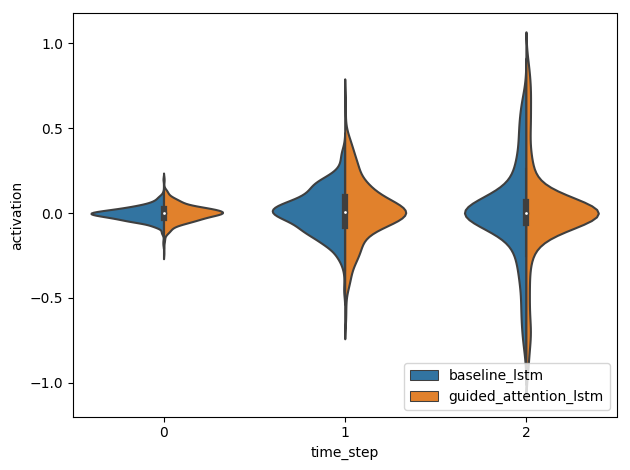 1.0
0.5
0.0
−0.5
−1.0
activation
0
1
2
time_step
baseline_lstm
guided_attention_lstm